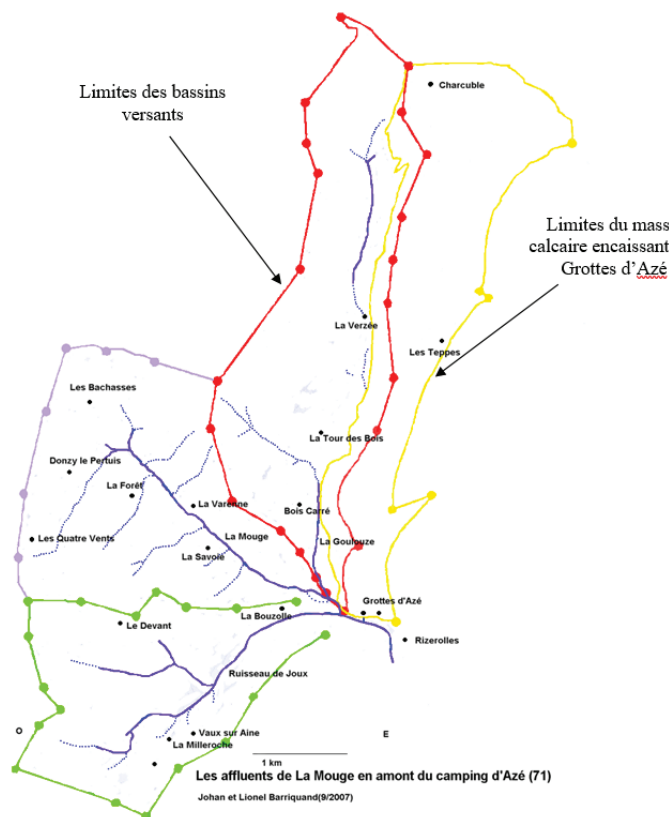 Charcuble
Limites des bassins
versants
Limites du mass
calcaire encaissant
Grottes d'Azé
La Verzée
Les Teppes
Les Bachasses
La Tour des Bois
Donzy le Pertuis
La Forêt
La Varenne
Bois Carré
Les Quatre Vents
La Mouge
La Goulouze
La Savoie
Grottes d'Azé
La Bouzolle
Le Devant
Rizerolles
Ruisseau de Joux
O
E
Vaux sur Aine
La Milleroche
1 km
Les affluents de La Mouge en amont du camping d'Azé (71)
Johan et Lionel Barriquand(9/2007)